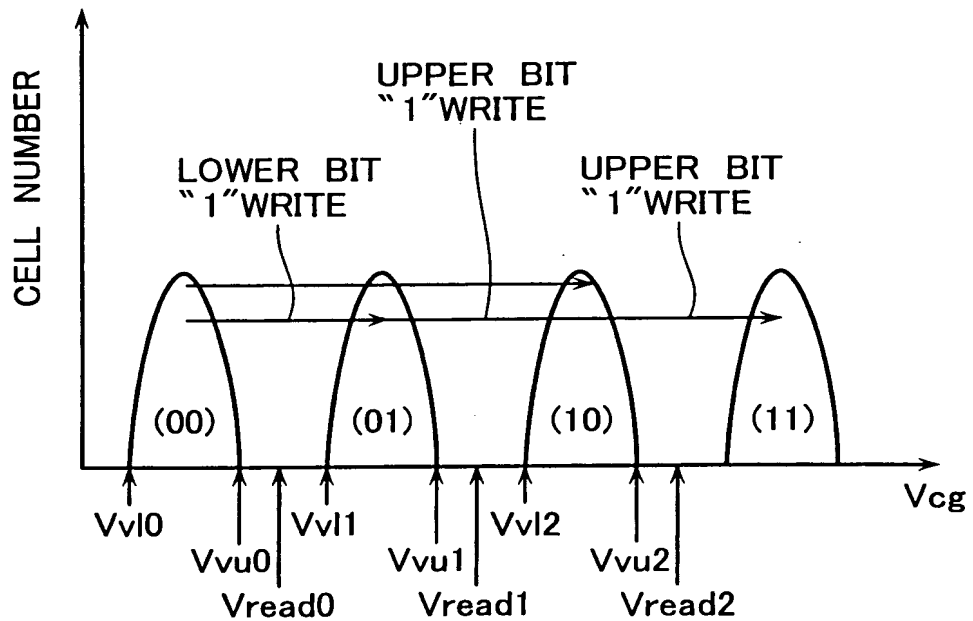 CELL NUMBER
UPPER BIT
〝1″WRITE
LOWER BIT
〝1″WRITE
UPPER BIT
〝1″WRITE
(00)
(01)
(10)
(11)
Vcg
Vvl0
Vvl1
Vvl2
Vvu0
Vvu1
Vvu2
Vread0
Vread1
Vread2